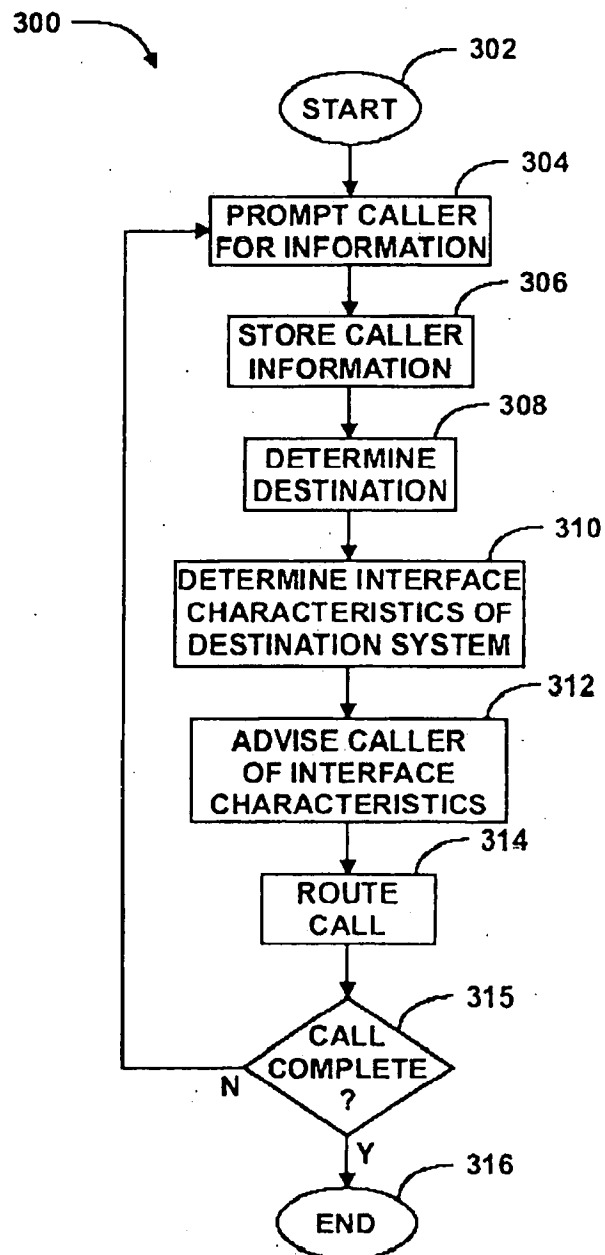 300
302
START
304
PROMPT CALLER
FOR INFORMATION
306
STORE CALLER
INFORMATION
308
DETERMINE
DESTINATION
310
DETERMINE INTERFACE
CHARACTERISTICS OF
DESTINATION SYSTEM
312
ADVISE CALLER
OF INTERFACE
CHARACTERISTICS
314
ROUTE
CALL
315
CALL
COMPLETE
?
N
Y
316
END